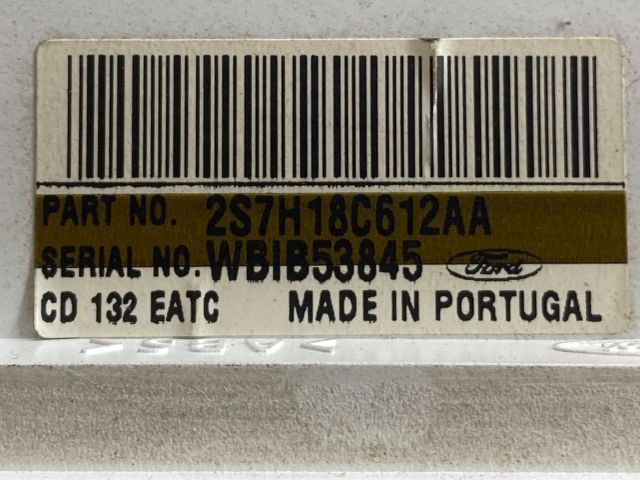 PART NO. 2S7H18C612AA
SERIAL NO. WBIB53845 Ford
CD 132 EATC MADE IN PORTUGAL